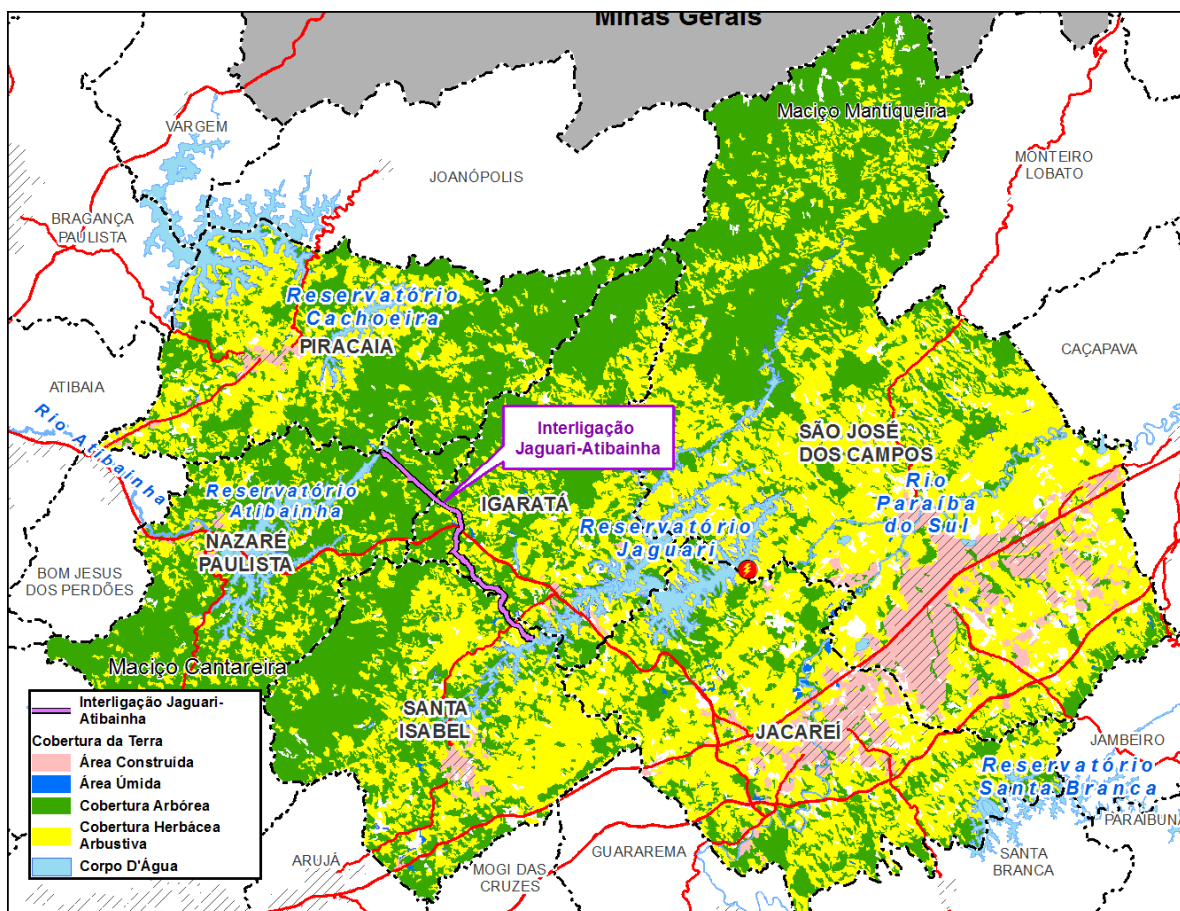 Minas Gerais
Maciço Mantiqueira
VARGEM
MONTEIRO
LOBATO
JOANÓPOLIS
BRAGANÇA
PAULISTA
Reservatório
Cachoeira
PIRACAIA
CAÇAPAVA
ATIBAIA
Rio Atibainha
Interligação
Jaguari-Atibainha
SÃO JOSÉ
DOS CAMPOS
Rio
Paraíba
do Sul
Reservatório
Atibainha
IGARATÁ
Reservatório
Jaguari
NAZARÉ
PAULISTA
BOM JESUS
DOS PERDÕES
Maciço Cantareira
SANTA
ISABEL
JACAREÍ
JAMBEIRO
Reservatório
Santa Branca
PARAIBUNA
SANTA
BRANCA
GUARAREMA
MOGI DAS
CRUZES
ARUJÁ
Interligação Jaguari-
Atibainha
Cobertura da Terra
Área Construída
Área Úmida
Cobertura Arbórea
Cobertura Herbácea
Arbustiva
Corpo D'Água